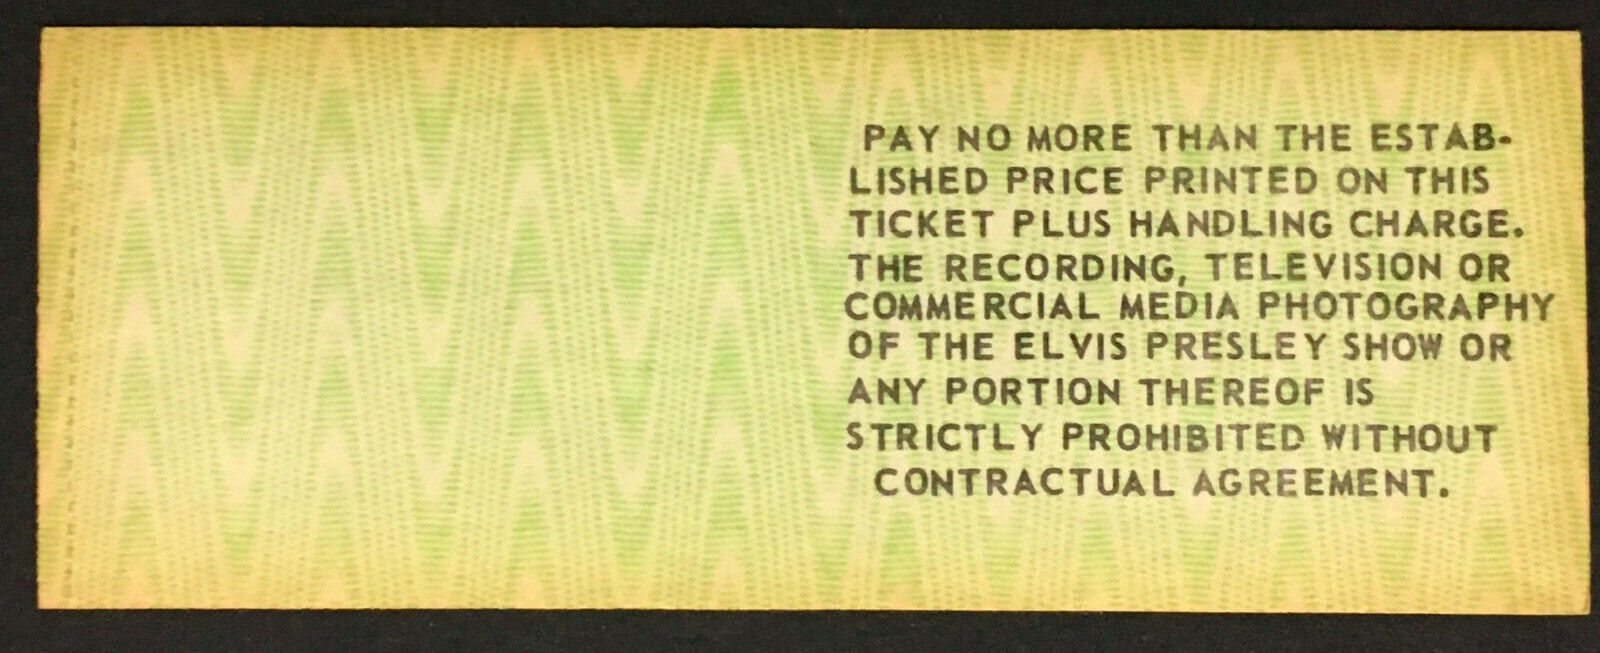 PAY NO MORE THAN THE ESTAB-
LISHED PRICE PRINTED ON THIS
TICKET PLUS HANDLING CHARGE.
THE RECORDING, TELEVISION OR
COMMERCIAL MEDIA PHOTOGRAPHY
OF THE ELVIS PRESLEY SHOW OR
ANY PORTION THEREOF IS
STRICTLY PROHIBITED WITHOUT
CONTRACTUAL AGREEMENT.